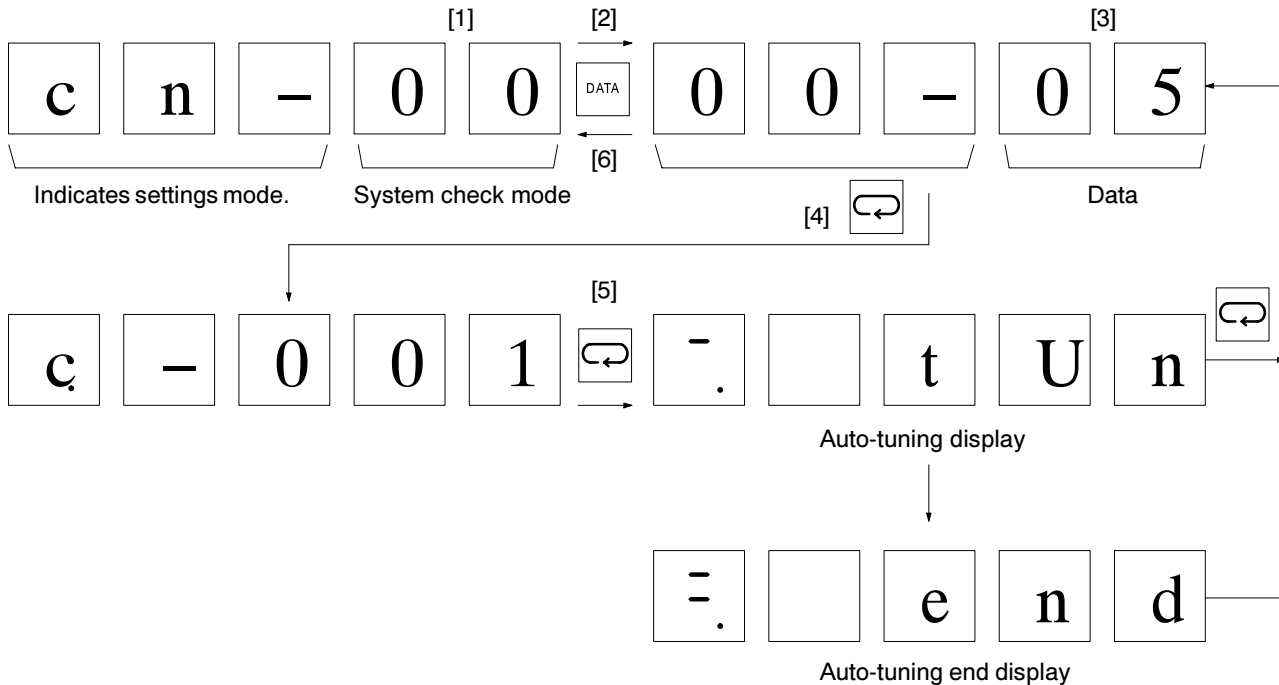 [1] [2] [3]
c n – 0 0 DATA 0 0 – 0 5
[6]
Indicates settings mode. System check mode Data
[4]
[5]
c. – 0 0 1 . t U n
Auto-tuning display
. e n d
Auto-tuning end display